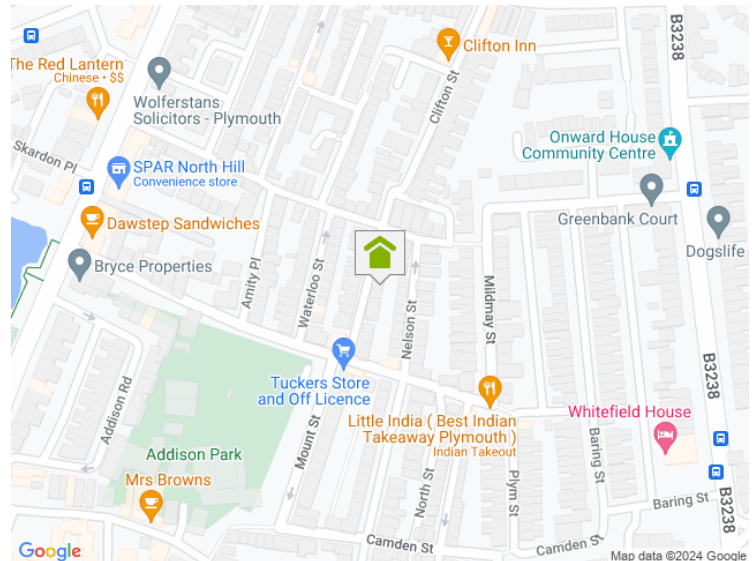 The Red Lantern
Chinese • $$
Wolferstans
Solicitors - Plymouth
Clifton Inn
Clifton St
B3238
Onward House
Community Centre
Skardon Pl
SPAR North Hill
Convenience store
Greenbank Court
Dawstep Sandwiches
Dogslife
Bryce Properties
Amity Pl
Waterloo St
Nelson St
Mildmay St
B3238
Tuckers Store
and Off Licence
Addison Rd
Mount St
Little India ( Best Indian
Takeaway Plymouth )
Indian Takeout
Whitefield House
Baring St
Addison Park
Mrs Browns
North St
Plym St
B3238
Baring St
Camden St
Camden St
Google
Map data ©2024 Google